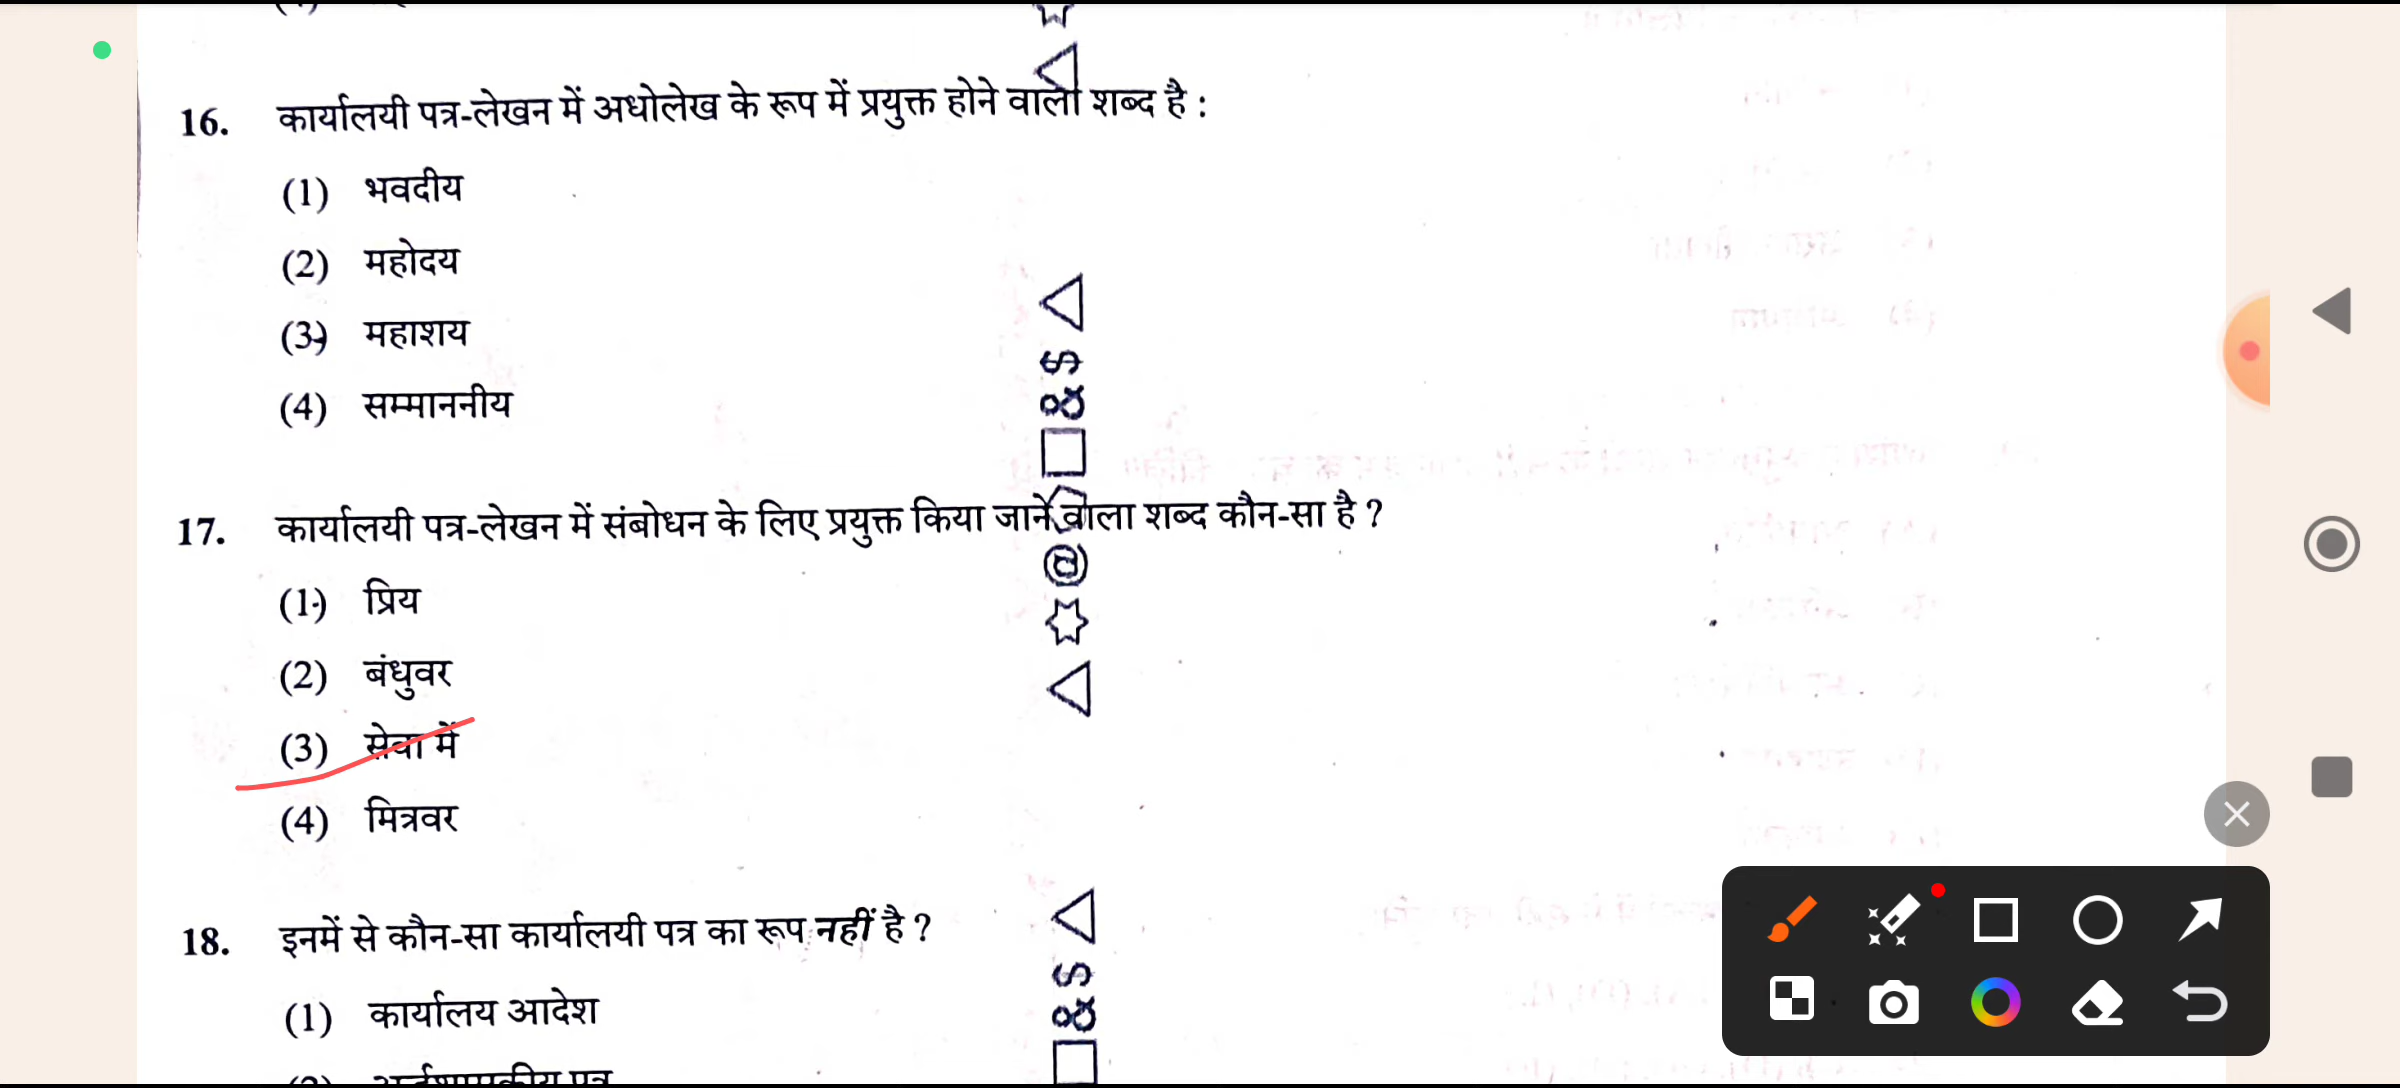 16. कार्यालयी पत्र-लेखन में अधोलेख के रूप में प्रयुक्त होने वाला शब्द है :
(1) भवदीय
(2) महोदय
(3) महाशय
(4) सम्माननीय
17. कार्यालयी पत्र-लेखन में संबोधन के लिए प्रयुक्त किया जाने वाला शब्द कौन-सा है ?
(1) प्रिय
(2) बंधुवर
(3) सेवा में
(4) मित्रवर
18. इनमें से कौन-सा कार्यालयी पत्र का रूप नहीं है ?
(1) कार्यालय आदेश